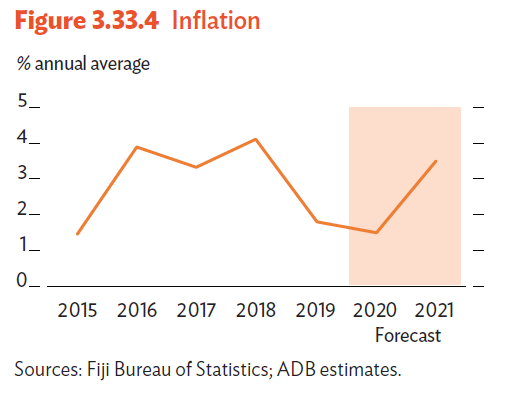 Figure 3.33.4 Inflation
% annual average
5
4
3
2
1
0
2015 2016 2017 2018 2019 2020 2021
Forecast
Sources: Fiji Bureau of Statistics; ADB estimates.